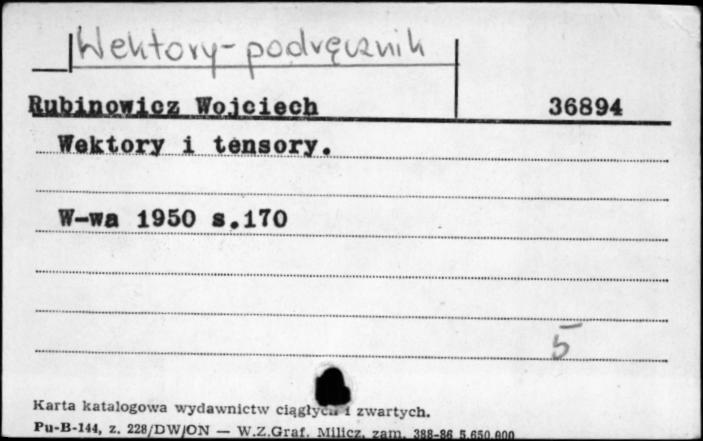 Wektory - podręcznik
Rubinowicz Wojciech 36894
Wektory i tensory.
W-wa 1950 s.170
5
Karta katalogowa wydawnictw ciągłych i zwartych.
Pu-B-144, z. 228/DW/ON — W.Z.Graf. Milicz, zam. 388-86 5.650.000